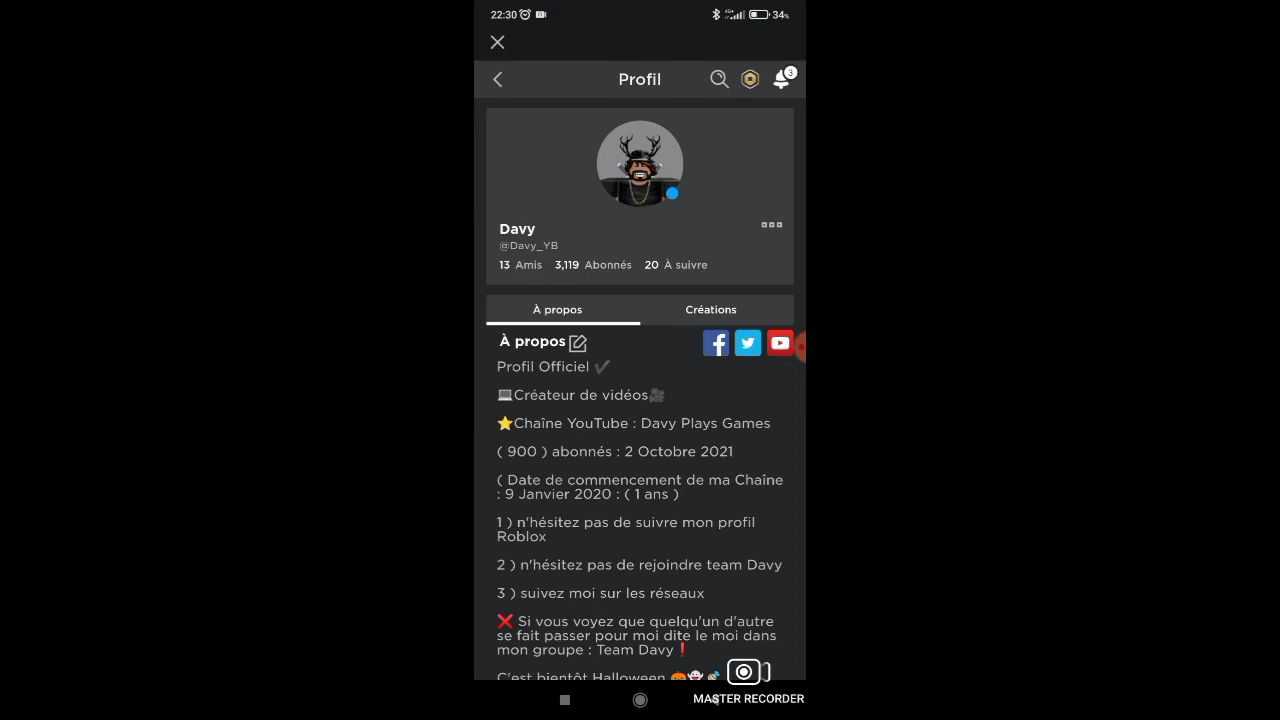 22:30
4G+
34%
Profil
3
Davy
@Davy_YB
13 Amis 3,119 Abonnés 20 À suivre
À propos Créations
À propos
Profil Officiel ✔
💻Créateur de vidéos🎥
⭐Chaîne YouTube : Davy Plays Games
( 900 ) abonnés : 2 Octobre 2021
( Date de commencement de ma Chaîne
: 9 Janvier 2020 : ( 1 ans )
1 ) n'hésitez pas de suivre mon profil
Roblox
2 ) n'hésitez pas de rejoindre team Davy
3 ) suivez moi sur les réseaux
❌ Si vous voyez que quelqu'un d'autre
se fait passer pour moi dite le moi dans
mon groupe : Team Davy❗
C'est bientôt Halloween 🎃👻🍬
MASTER RECORDER